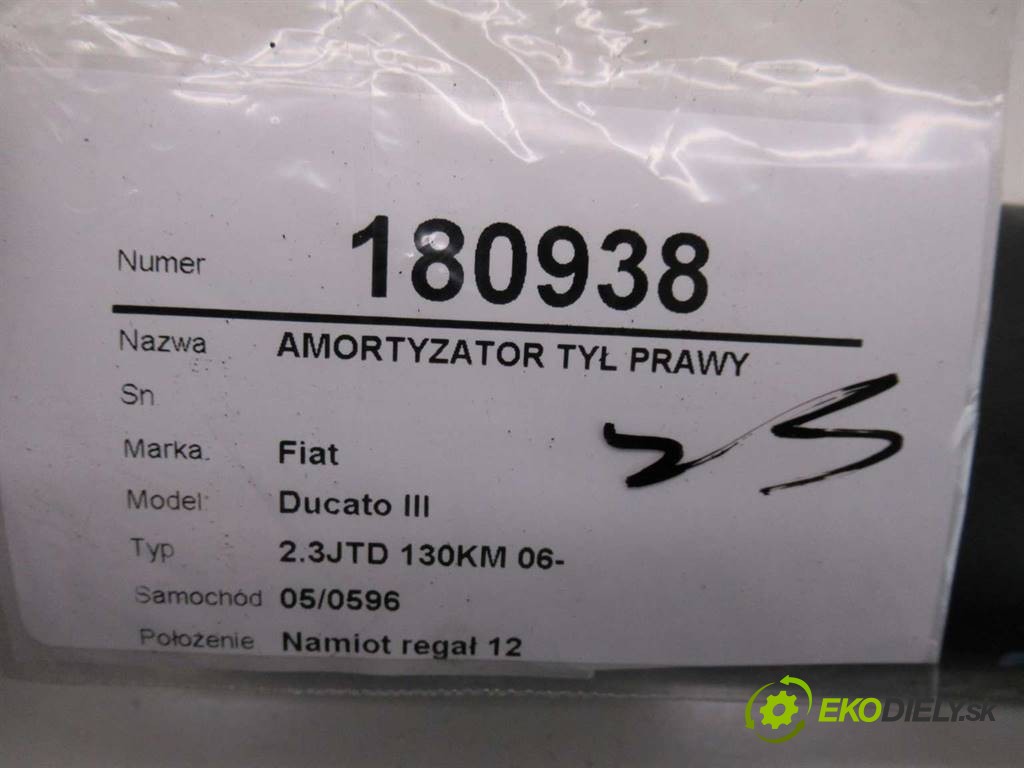 Numer 180938
Nazwa AMORTYZATOR TYŁ PRAWY
Sn
25
Marka Fiat
Model Ducato III
Typ 2.3JTD 130KM 06-
Samochód 05/0596
Położenie Namiot regał 12
EKODIELY.SK